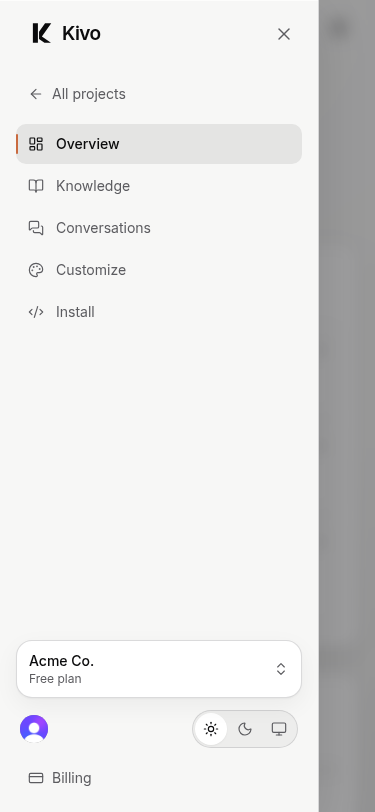 Kivo
All projects
Overview
Knowledge
Conversations
Customize
Install
Acme Co.
Free plan
Billing